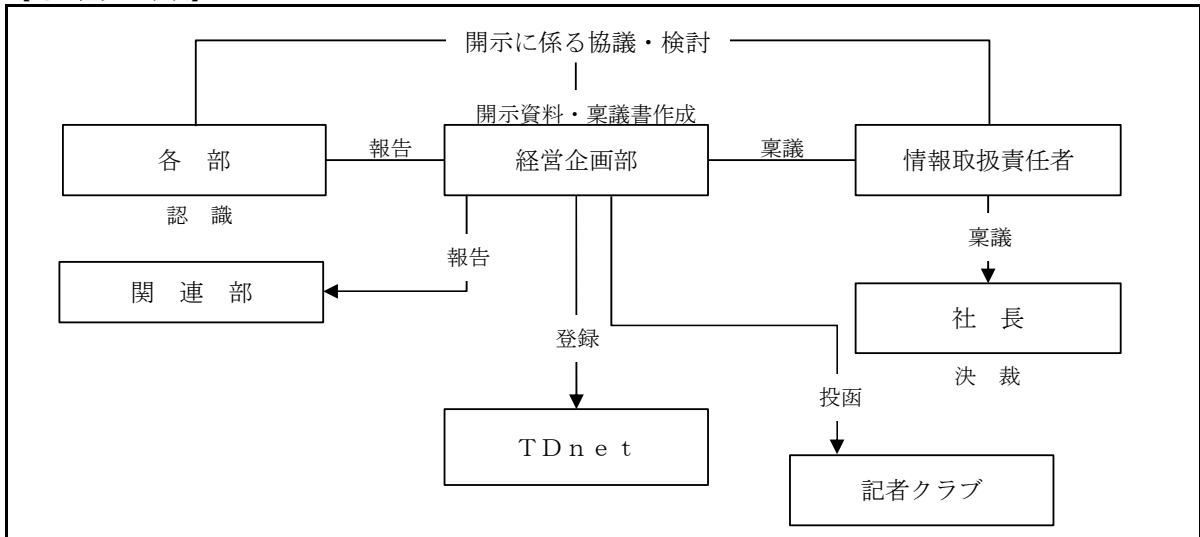 開示に係る協議・検討
開示資料・稟議書作成
各 部
報告
経営企画部
稟議
情報取扱責任者
認 識
報告
稟議
関 連 部
社 長
登録
決 裁
投函
TDnet
記者クラブ